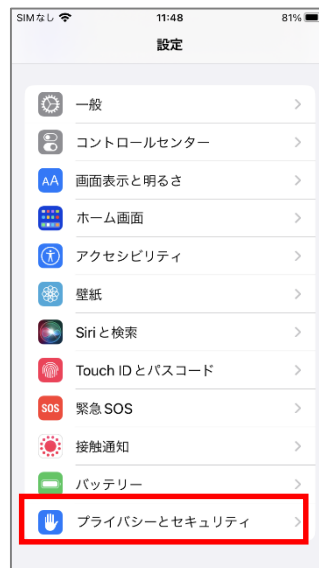 SIMなし 11:48 81%
設定
一般
コントロールセンター
AA 画面表示と明るさ
ホーム画面
アクセシビリティ
壁紙
Siriと検索
Touch IDとパスコード
SOS 緊急SOS
接触通知
バッテリー
プライバシーとセキュリティ